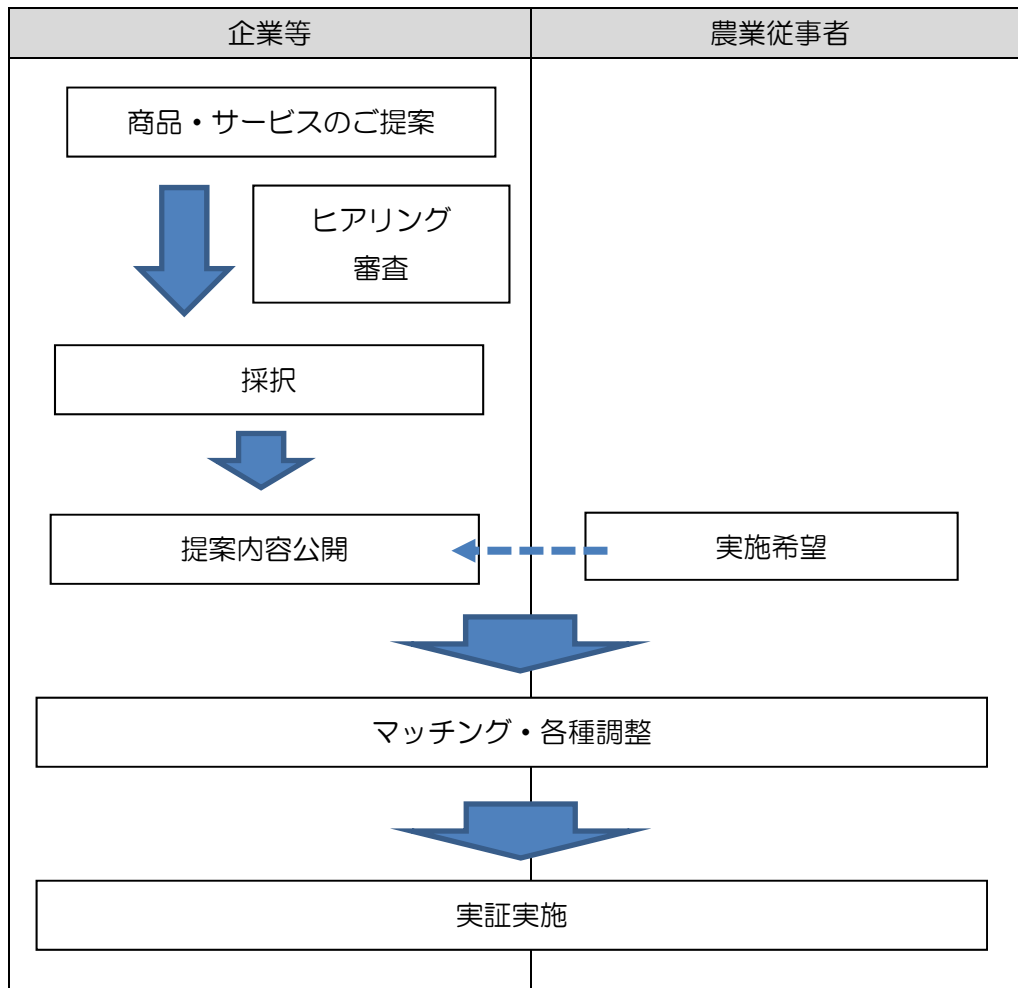 企業等
農業従事者
商品・サービスのご提案
ヒアリング
審査
採択
提案内容公開
実施希望
マッチング・各種調整
実証実施